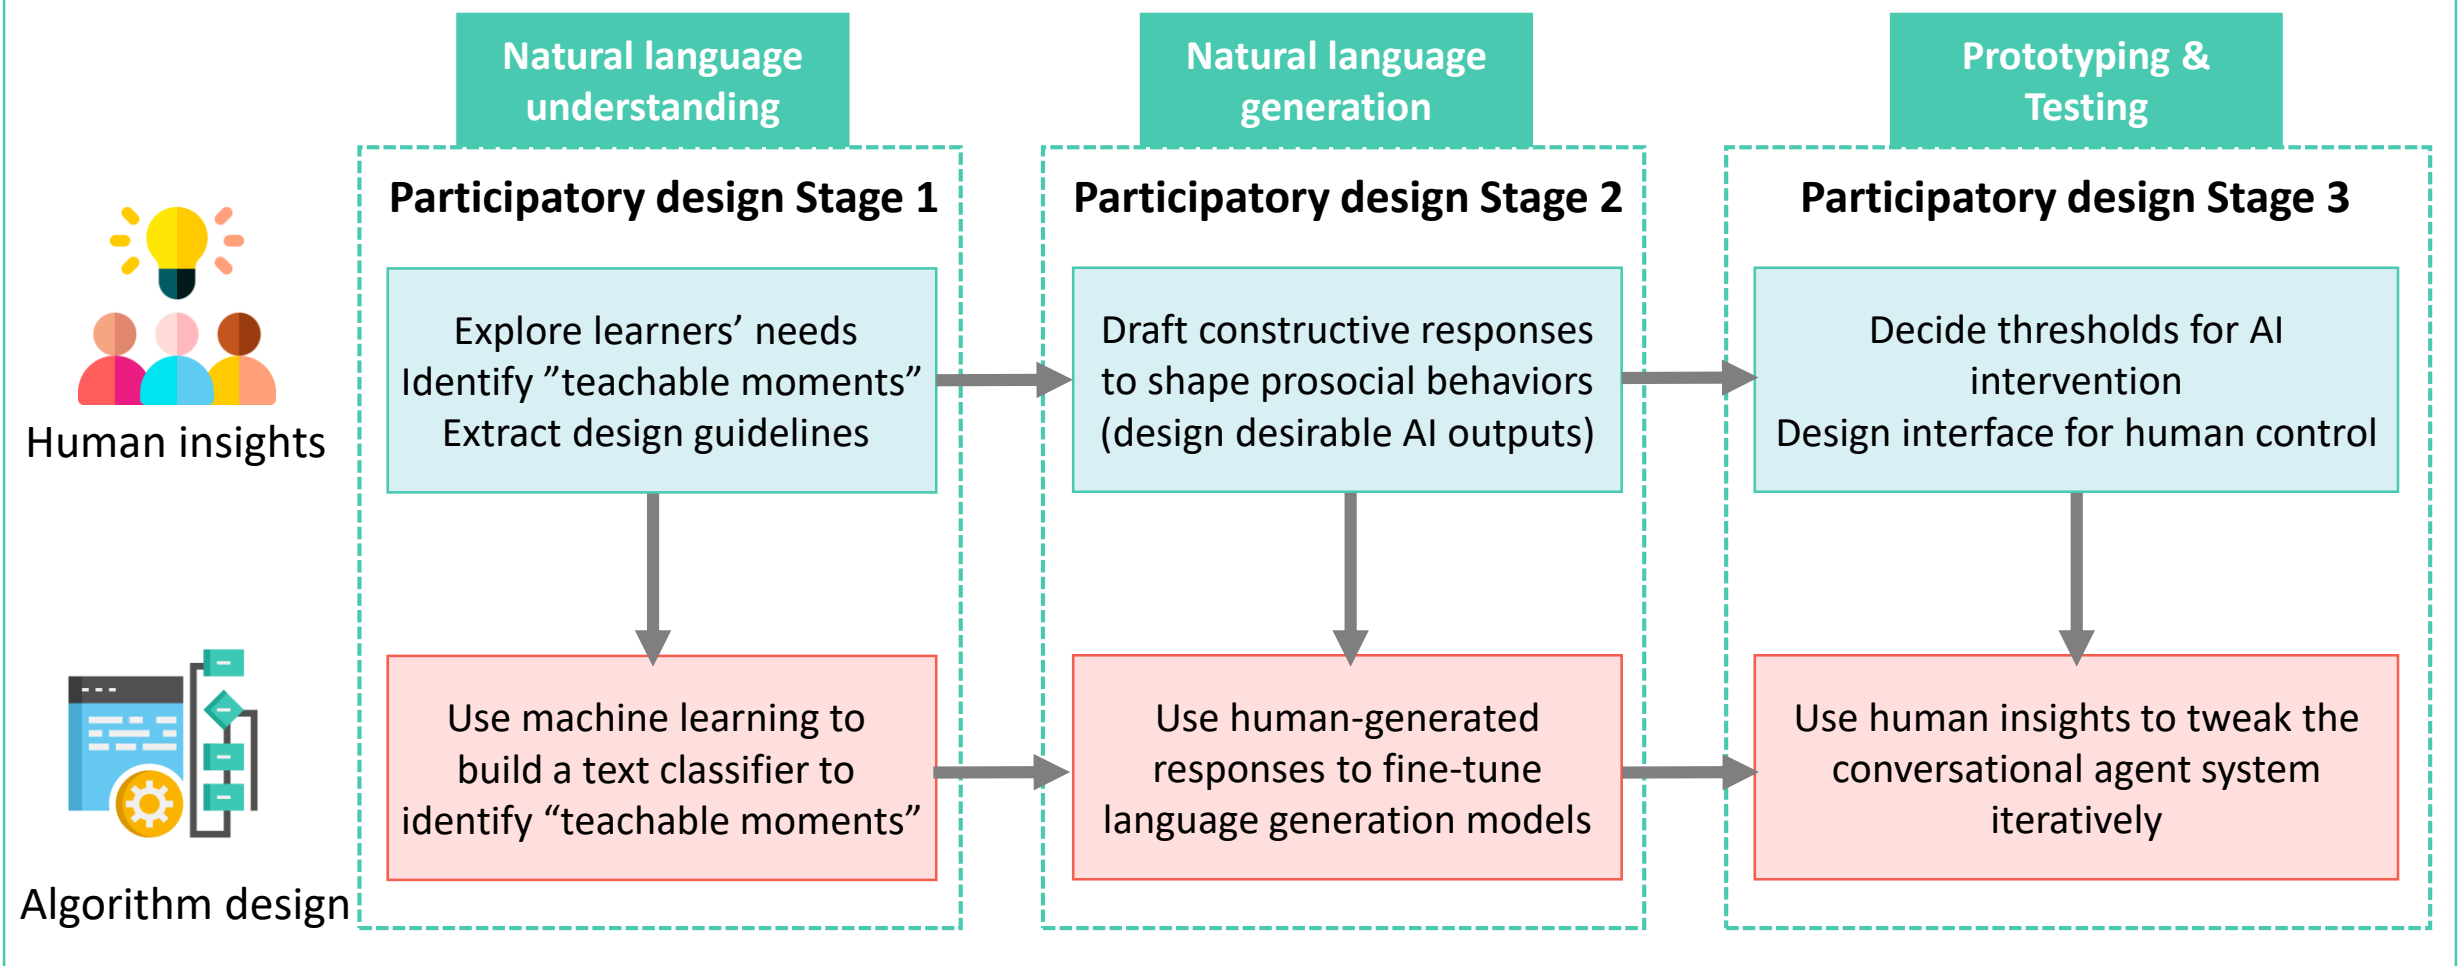 Natural language
understanding
Natural language
generation
Prototyping &
Testing
Participatory design Stage 1
Participatory design Stage 2
Participatory design Stage 3
Human insights
Explore learners’ needs
Identify ”teachable moments”
Extract design guidelines
Draft constructive responses
to shape prosocial behaviors
(design desirable AI outputs)
Decide thresholds for AI
intervention
Design interface for human control
Algorithm design
Use machine learning to
build a text classifier to
identify “teachable moments”
Use human-generated
responses to fine-tune
language generation models
Use human insights to tweak the
conversational agent system
iteratively